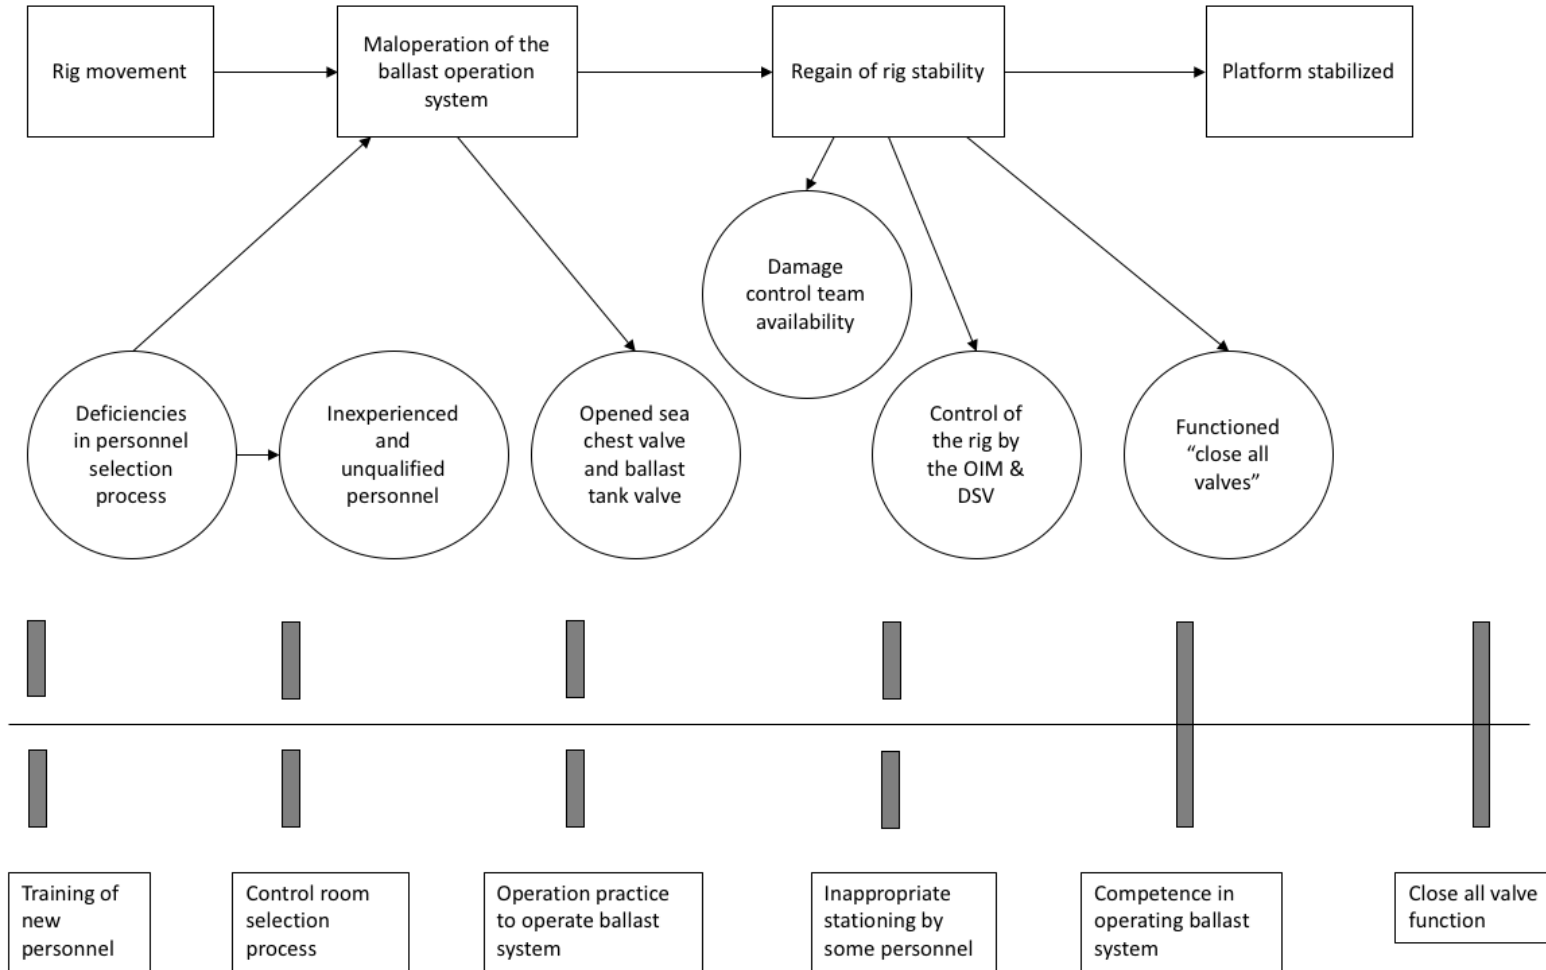 Rig movement
Maloperation of the
ballast operation
system
Regain of rig stability
Platform stabilized
Damage
control team
availability
Deficiencies
in personnel
selection
process
Inexperienced
and
unqualified
personnel
Opened sea
chest valve
and ballast
tank valve
Control of
the rig by
the OIM &
DSV
Functioned
“close all
valves”
Training of
new
personnel
Control room
selection
process
Operation practice
to operate ballast
system
Inappropriate
stationing by
some personnel
Competence in
operating ballast
system
Close all valve
function